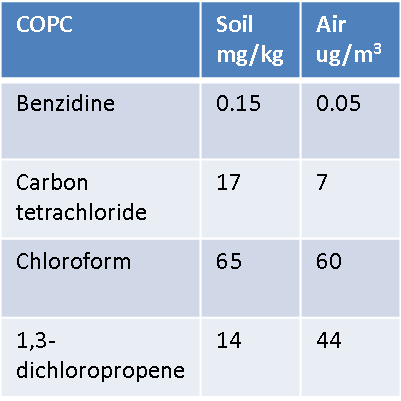 COPC Soil Air
mg/kg ug/m³
Benzidine 0.15 0.05
Carbon 17 7
tetrachloride
Chloroform 65 60
1,3- 14 44
dichloropropene